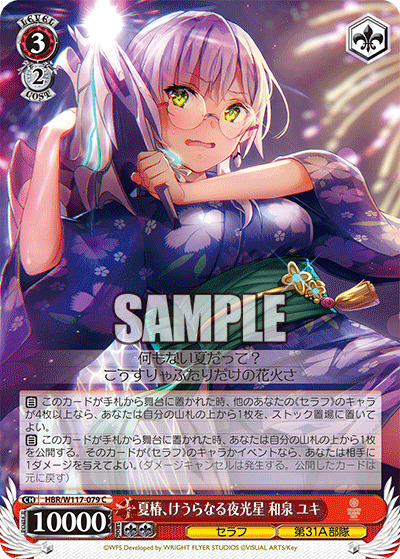 LEVEL
3
2
COST
SAMPLE
何もない夏だって？
こうすりゃふたりだけの花火さ
自 このカードが手札から舞台に置かれた時、他のあなたの《セラフ》のキャラ
が4枚以上なら、あなたは自分の山札の上から1枚を、ストック置場に置いて
よい。
自 このカードが手札から舞台に置かれた時、あなたは自分の山札の上から1枚
を公開する。そのカードが《セラフ》のキャラかイベントなら、あなたは相手に
1ダメージを与えてよい。（ダメージキャンセルは発生する。公開したカードは
元に戻す）
CH HBR/W117-079 C
夏椿、けうらなる夜光星 和泉 ユキ
10000
セラフ
第31A部隊
©WFS Developed by WRIGHT FLYER STUDIOS ©VISUAL ARTS/Key